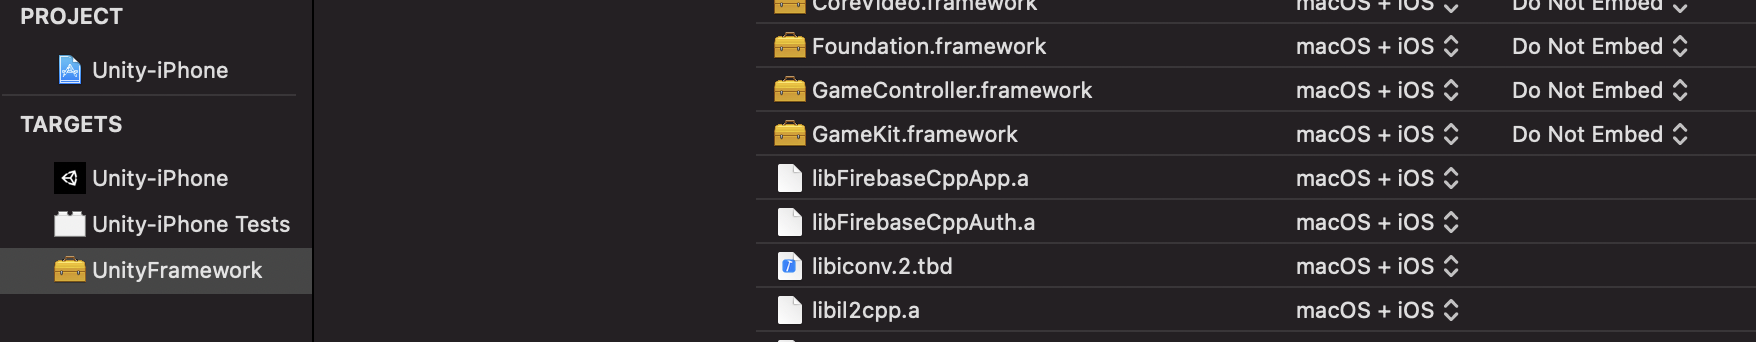 PROJECT
Unity-iPhone
TARGETS
Unity-iPhone
Unity-iPhone Tests
UnityFramework
CoreVideo.framework macOS + iOS Do Not Embed
Foundation.framework macOS + iOS Do Not Embed
GameController.framework macOS + iOS Do Not Embed
GameKit.framework macOS + iOS Do Not Embed
libFirebaseCppApp.a macOS + iOS
libFirebaseCppAuth.a macOS + iOS
libiconv.2.tbd macOS + iOS
libil2cpp.a macOS + iOS